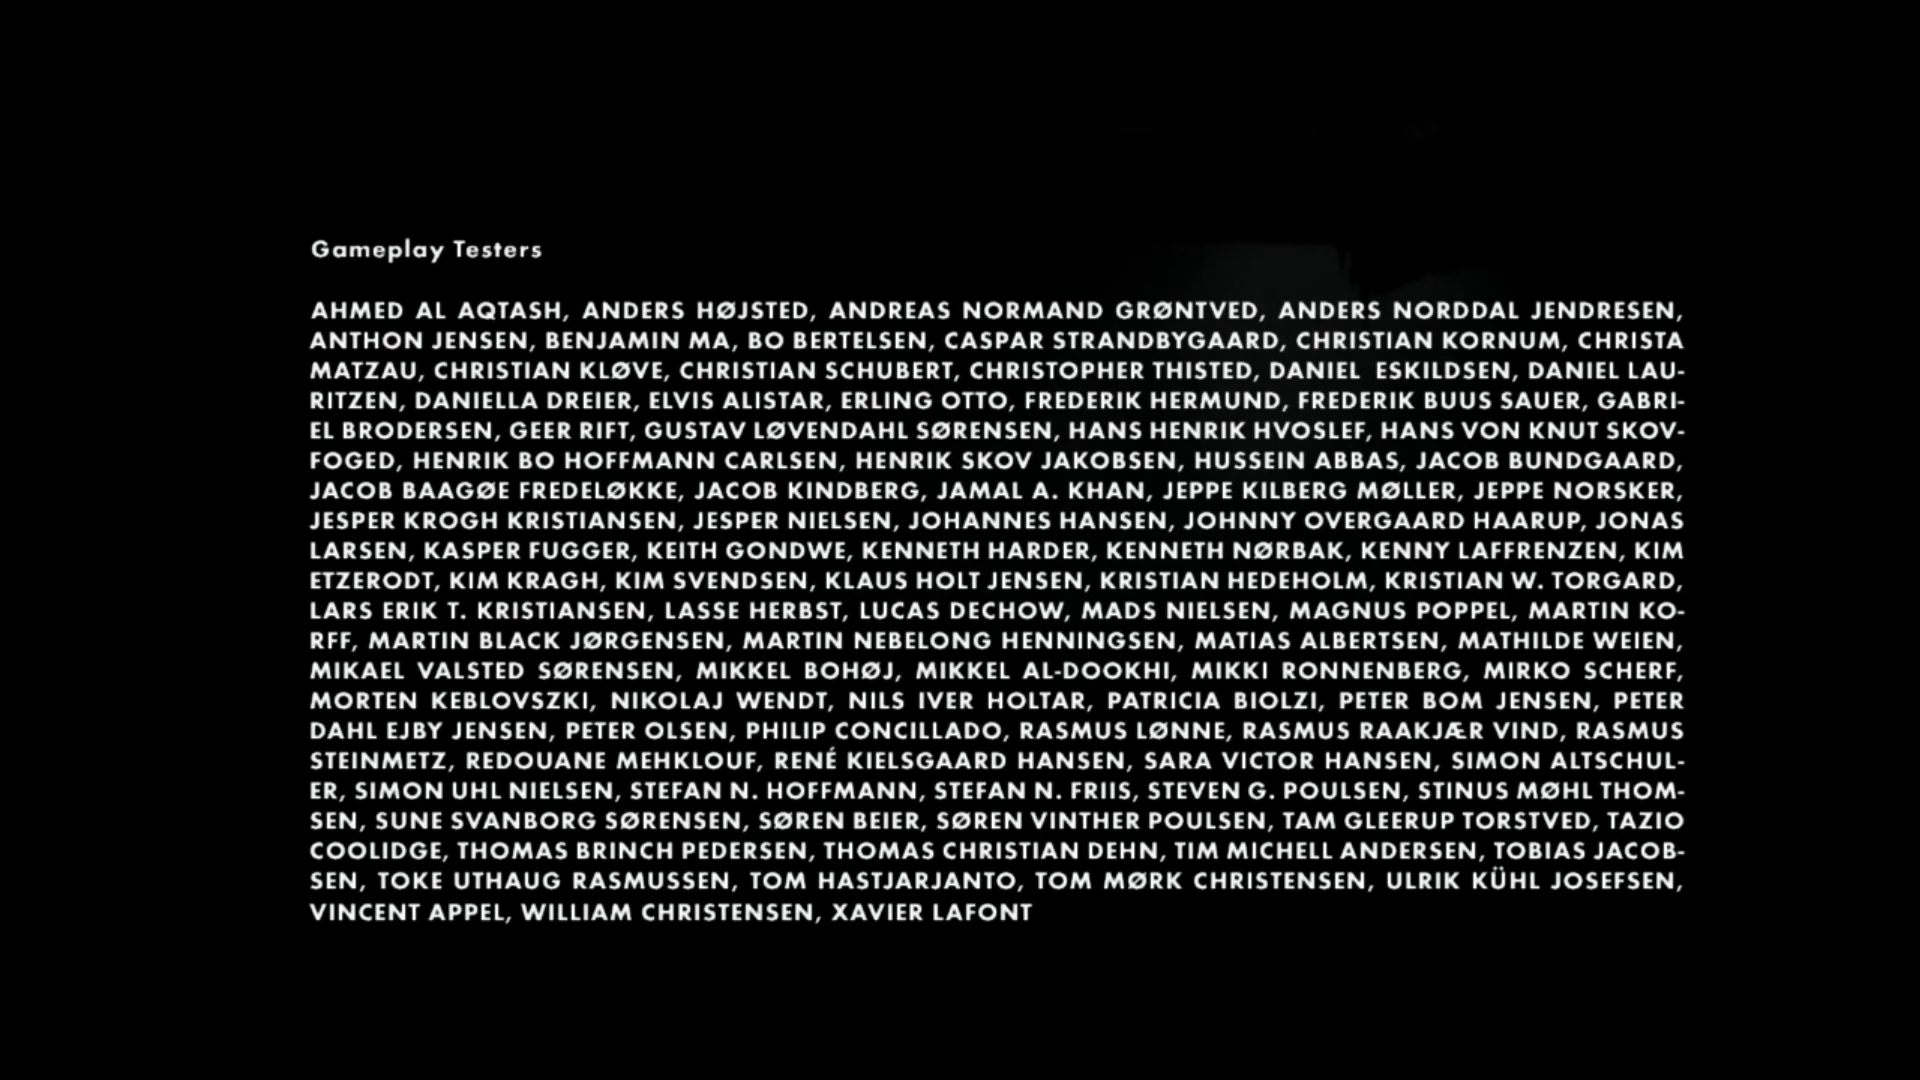 Gameplay Testers
AHMED AL AQTASH, ANDERS HØJSTED, ANDREAS NORMAND GRØNTVED, ANDERS NORDDAL JENDRESEN,
ANTHON JENSEN, BENJAMIN MA, BO BERTELSEN, CASPAR STRANDBYGAARD, CHRISTIAN KORNUM, CHRISTA
MATZAU, CHRISTIAN KLØVE, CHRISTIAN SCHUBERT, CHRISTOPHER THISTED, DANIEL ESKILDSEN, DANIEL LAU-
RITZEN, DANIELLA DREIER, ELVIS ALISTAR, ERLING OTTO, FREDERIK HERMUND, FREDERIK BUUS SAUER, GABRI-
EL BRODERSEN, GEER RIFT, GUSTAV LØVENDAHL SØRENSEN, HANS HENRIK HVOSLEF, HANS VON KNUT SKOV-
FOGED, HENRIK BO HOFFMANN CARLSEN, HENRIK SKOV JAKOBSEN, HUSSEIN ABBAS, JACOB BUNDGAARD,
JACOB BAAGØE FREDELØKKE, JACOB KINDBERG, JAMAL A. KHAN, JEPPE KILBERG MØLLER, JEPPE NORSKER,
JESPER KROGH KRISTIANSEN, JESPER NIELSEN, JOHANNES HANSEN, JOHNNY OVERGAARD HAARUP, JONAS
LARSEN, KASPER FUGGER, KEITH GONDWE, KENNETH HARDER, KENNETH NØRBAK, KENNY LAFFRENZEN, KIM
ETZERODT, KIM KRAGH, KIM SVENDSEN, KLAUS HOLT JENSEN, KRISTIAN HEDEHOLM, KRISTIAN W. TORGARD,
LARS ERIK T. KRISTIANSEN, LASSE HERBST, LUCAS DECHOW, MADS NIELSEN, MAGNUS POPPEL, MARTIN KO-
RFF, MARTIN BLACK JØRGENSEN, MARTIN NEBELONG HENNINGSEN, MATIAS ALBERTSEN, MATHILDE WEIEN,
MIKAEL VALSTED SØRENSEN, MIKKEL BOHØJ, MIKKEL AL-DOOKHI, MIKKI RONNENBERG, MIRKO SCHERF,
MORTEN KEBLOVSZKI, NIKOLAJ WENDT, NILS IVER HOLTAR, PATRICIA BIOLZI, PETER BOM JENSEN, PETER
DAHL EJBY JENSEN, PETER OLSEN, PHILIP CONCILLADO, RASMUS LØNNE, RASMUS RAAKJÆR VIND, RASMUS
STEINMETZ, REDOUANE MEHKLOUF, RENÉ KIELSGAARD HANSEN, SARA VICTOR HANSEN, SIMON ALTSCHUL-
ER, SIMON UHL NIELSEN, STEFAN N. HOFFMANN, STEFAN N. FRIIS, STEVEN G. POULSEN, STINUS MØHL THOM-
SEN, SUNE SVANBORG SØRENSEN, SØREN BEIER, SØREN VINTHER POULSEN, TAM GLEERUP TORSTVED, TAZIO
COOLIDGE, THOMAS BRINCH PEDERSEN, THOMAS CHRISTIAN DEHN, TIM MICHELL ANDERSEN, TOBIAS JACOB-
SEN, TOKE UTHAUG RASMUSSEN, TOM HASTJARJANTO, TOM MØRK CHRISTENSEN, ULRIK KÜHL JOSEFSEN,
VINCENT APPEL, WILLIAM CHRISTENSEN, XAVIER LAFONT